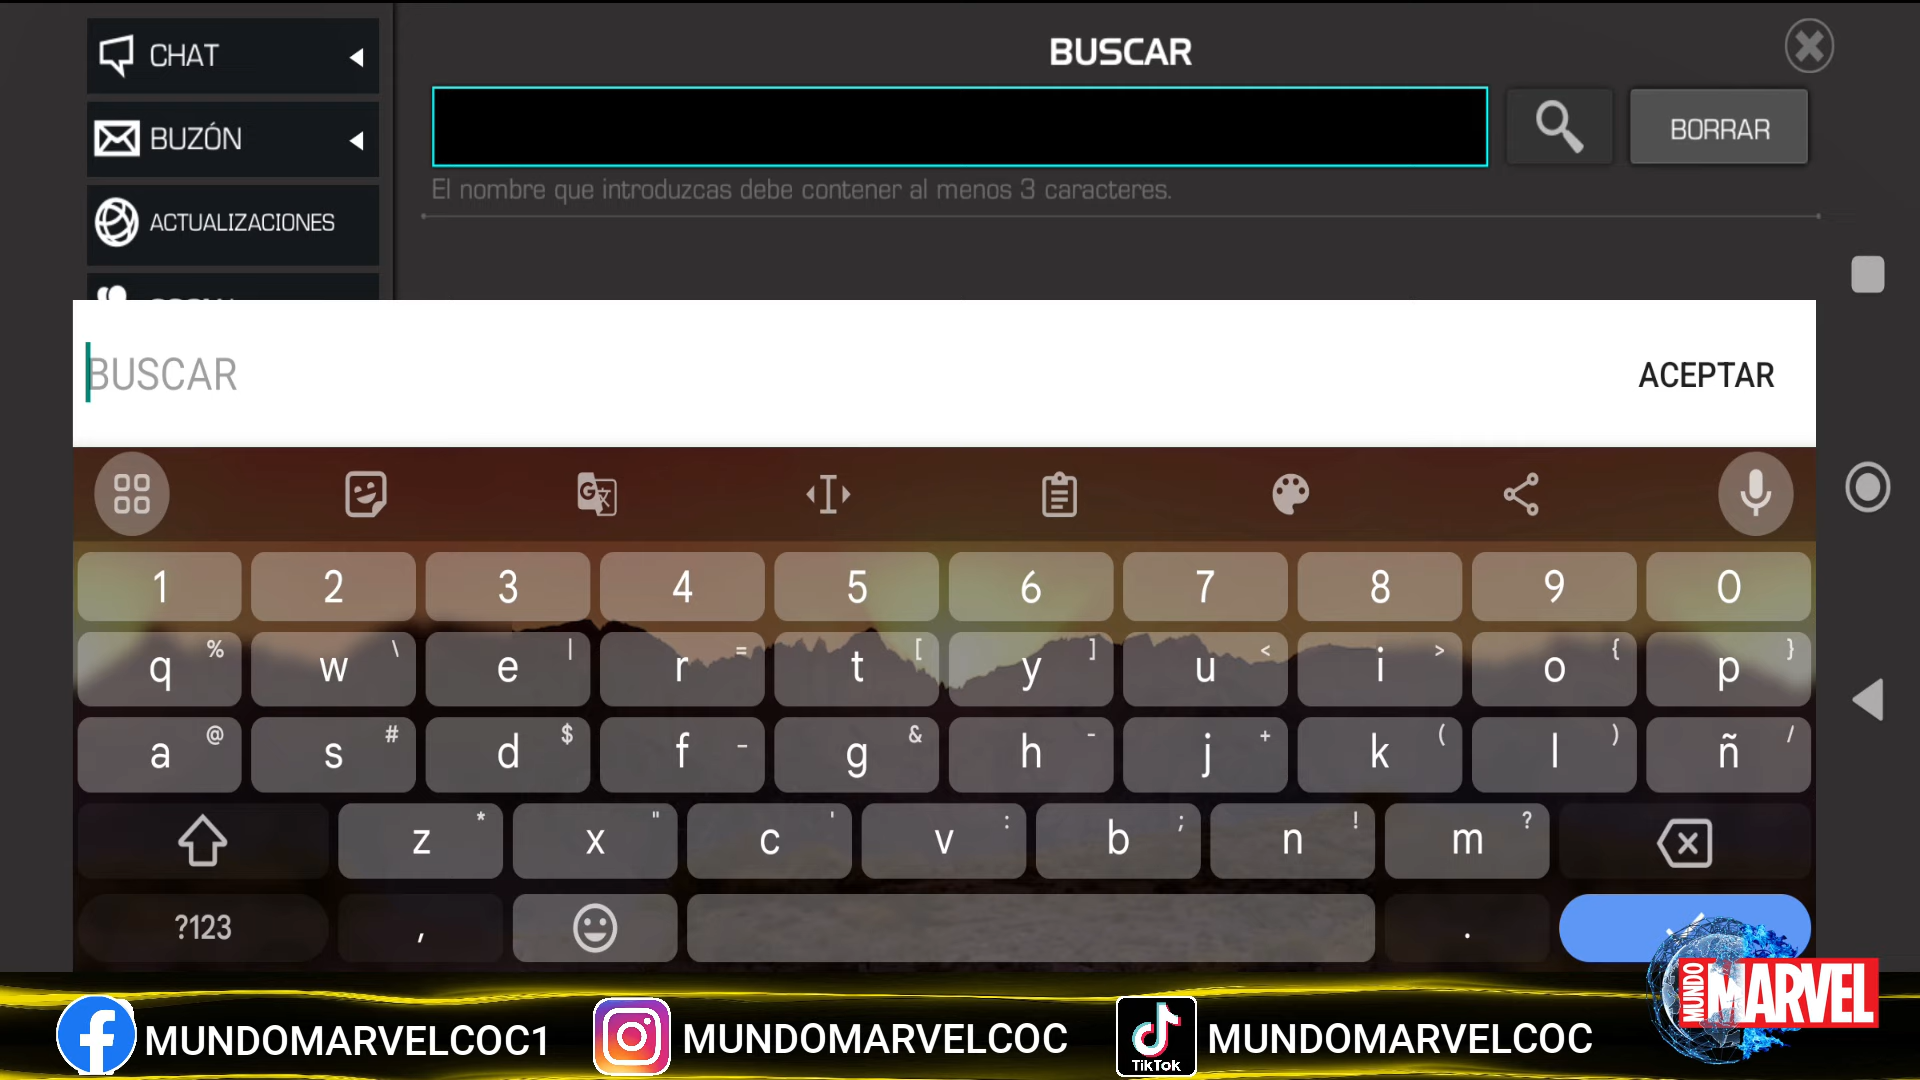 CHAT
BUZÓN
ACTUALIZACIONES
BUSCAR
BORRAR
El nombre que introduzcas debe contener al menos 3 caracteres.
BUSCAR
ACEPTAR
1 2 3 4 5 6 7 8 9 0
q % w \ e | r = t [ y ] u < i > o { p }
a @ s # d $ f _ g & h - j + k ( l ) ñ /
z * x " c ' v : b ; n ! m ?
?123 , .
MUNDO MARVEL
MUNDOMARVELCOC1
MUNDOMARVELCOC
TikTok
MUNDOMARVELCOC